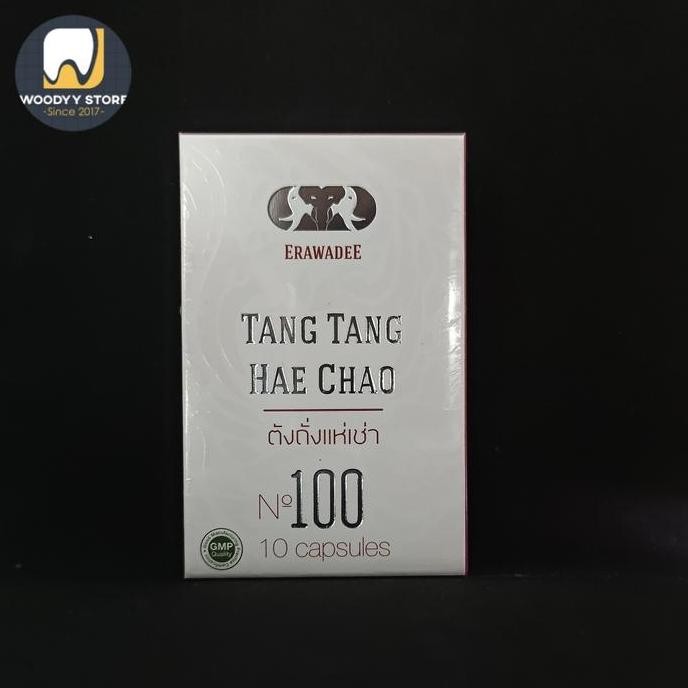 WOODYY STORE
-Since 2017-
ERAWADEE
TANG TANG
HAE CHAO
ตังถั่งแห่เช่า
Nº100
10 capsules
GMP
Quality